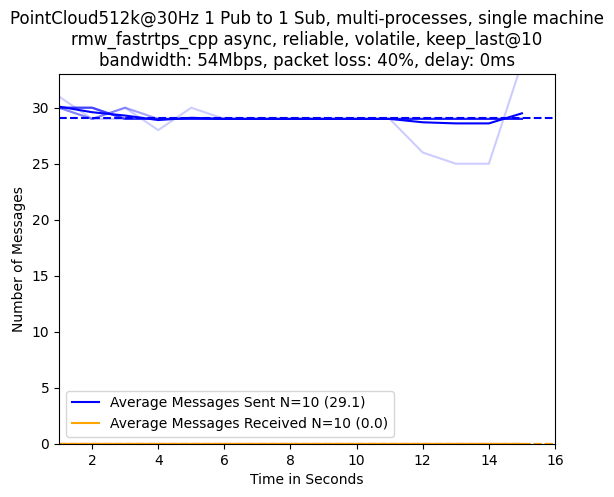 PointCloud512k@30Hz 1 Pub to 1 Sub, multi-processes, single machine
rmw_fastrtps_cpp async, reliable, volatile, keep_last@10
bandwidth: 54Mbps, packet loss: 40%, delay: 0ms
Number of Messages
30
25
20
15
10
5
0
Average Messages Sent N=10 (29.1)
Average Messages Received N=10 (0.0)
2 4 6 8 10 12 14 16
Time in Seconds